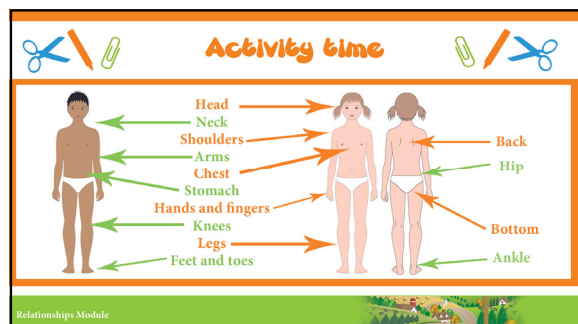 Activity time
Head
Neck
Shoulders
Arms
Chest
Stomach
Hands and fingers
Knees
Legs
Feet and toes
Back
Hip
Bottom
Ankle
Relationships Module